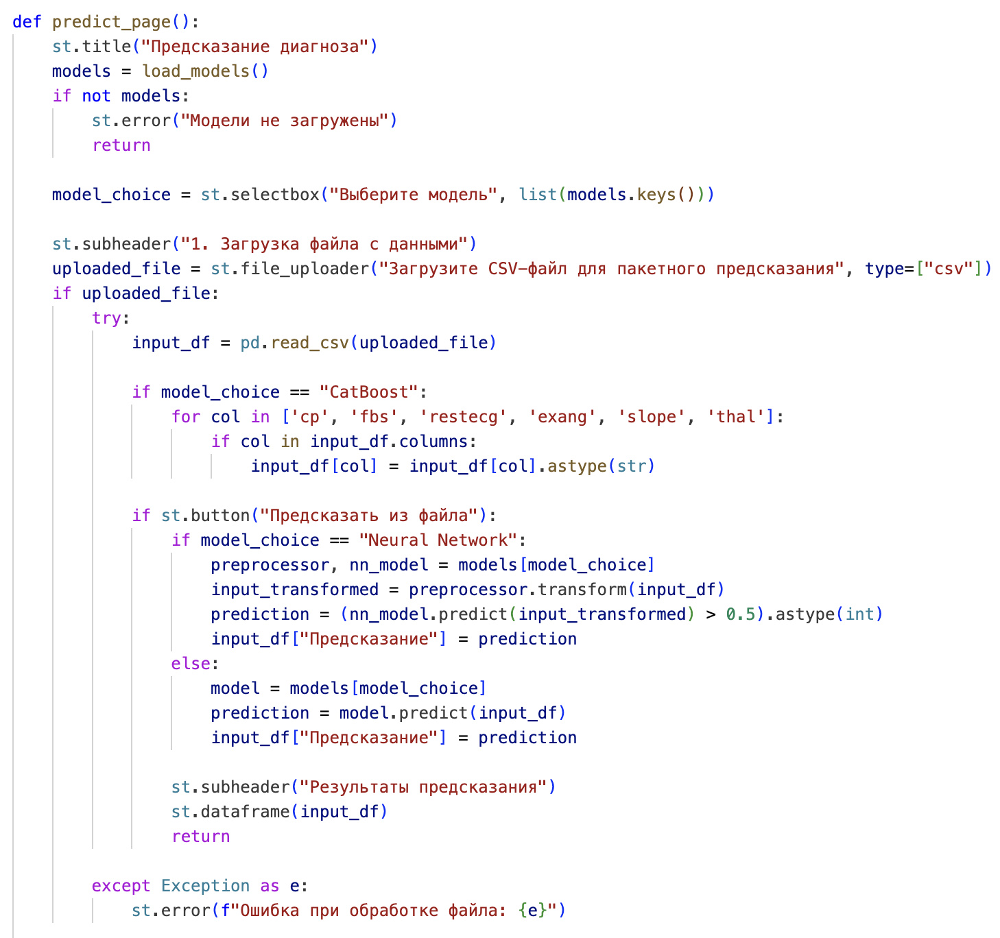 def predict_page():
    st.title("Предсказание диагноза")
    models = load_models()
    if not models:
        st.error("Модели не загружены")
        return

    model_choice = st.selectbox("Выберите модель", list(models.keys()))

    st.subheader("1. Загрузка файла с данными")
    uploaded_file = st.file_uploader("Загрузите CSV-файл для пакетного предсказания", type=["csv"])
    if uploaded_file:
        try:
            input_df = pd.read_csv(uploaded_file)

            if model_choice == "CatBoost":
                for col in ['cp', 'fbs', 'restecg', 'exang', 'slope', 'thal']:
                    if col in input_df.columns:
                        input_df[col] = input_df[col].astype(str)

            if st.button("Предсказать из файла"):
                if model_choice == "Neural Network":
                    preprocessor, nn_model = models[model_choice]
                    input_transformed = preprocessor.transform(input_df)
                    prediction = (nn_model.predict(input_transformed) > 0.5).astype(int)
                    input_df["Предсказание"] = prediction
                else:
                    model = models[model_choice]
                    prediction = model.predict(input_df)
                    input_df["Предсказание"] = prediction

                st.subheader("Результаты предсказания")
                st.dataframe(input_df)
                return

        except Exception as e:
            st.error(f"Ошибка при обработке файла: {e}")